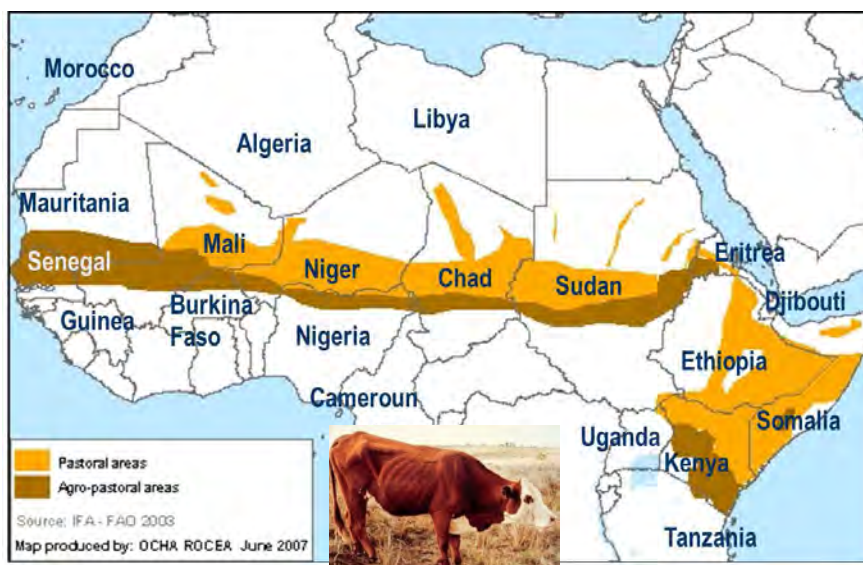 Morocco
Algeria
Libya
Mauritania
Mali
Niger
Chad
Sudan
Eritrea
Senegal
Djibouti
Burkina
Faso
Guinea
Nigeria
Ethiopia
Cameroun
Somalia
Uganda
Kenya
Tanzania
Pastoral areas
Agro-pastoral areas
Source: IFA - FAO 2003
Map produced by: OCHA ROCEA June 2007